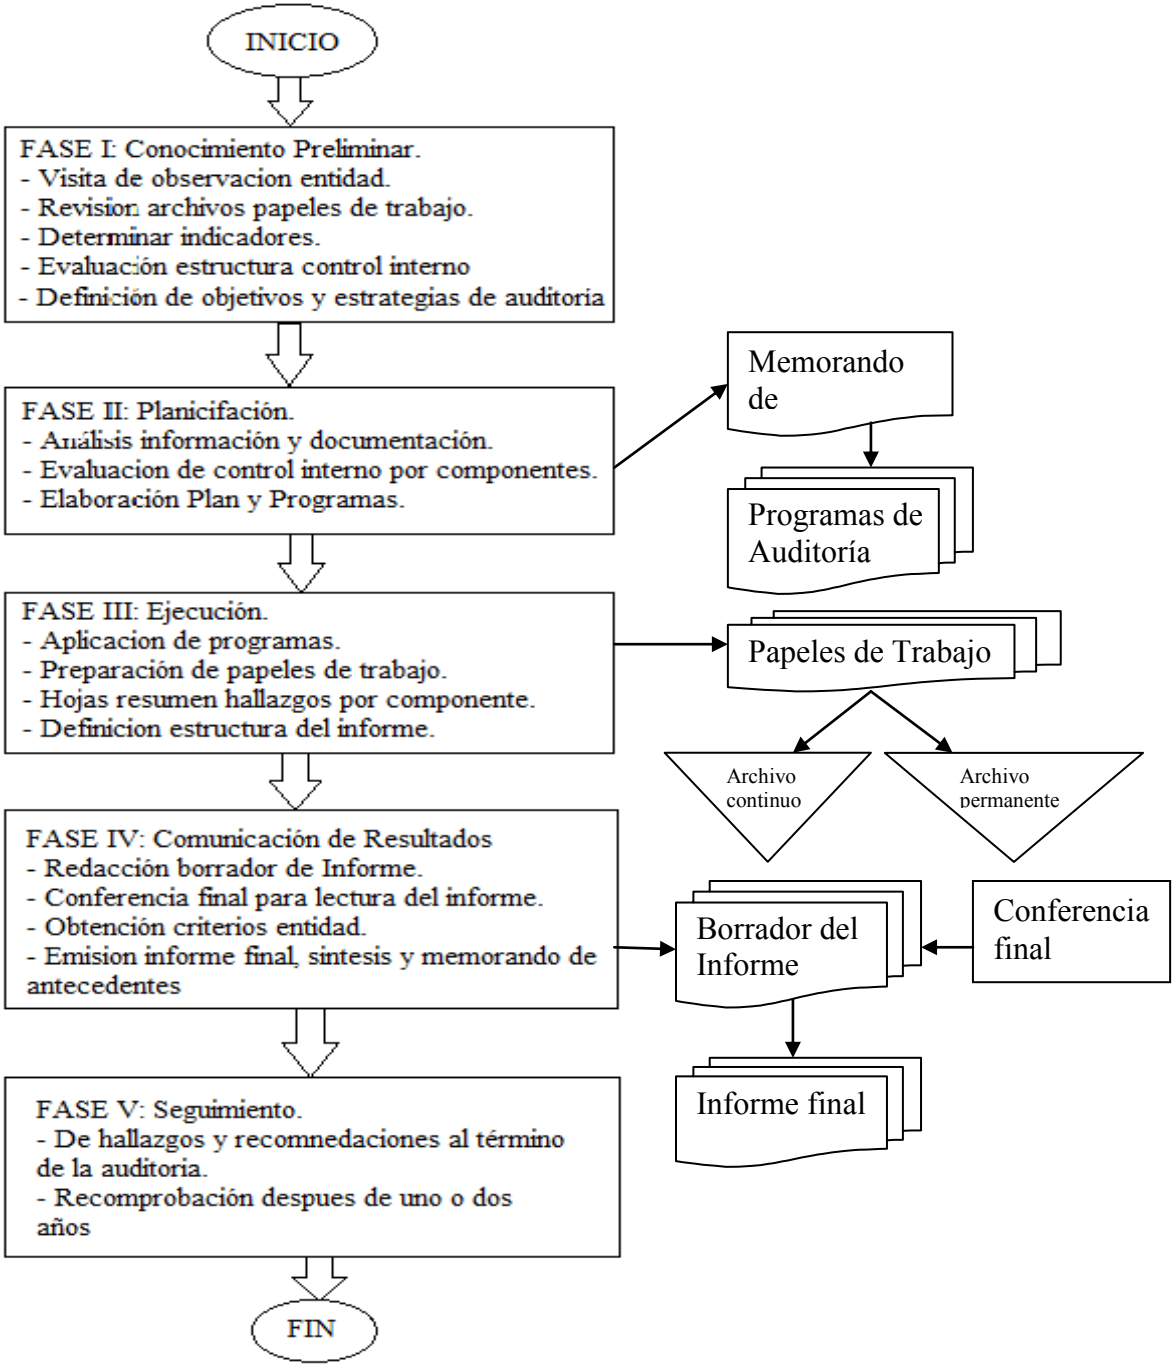 INICIO
FASE I: Conocimiento Preliminar.
- Visita de observacion entidad.
- Revision archivos papeles de trabajo.
- Determinar indicadores.
- Evaluación estructura control interno
- Definición de objetivos y estrategias de auditoria
FASE II: Planicifación.
- Análisis información y documentación.
- Evaluacion de control interno por componentes.
- Elaboración Plan y Programas.
Memorando
de
Programas de
Auditoría
FASE III: Ejecución.
- Aplicacion de programas.
- Preparación de papeles de trabajo.
- Hojas resumen hallazgos por componente.
- Definicion estructura del informe.
Papeles de Trabajo
Archivo
continuo
Archivo
permanente
FASE IV: Comunicación de Resultados
- Redacción borrador de Informe.
- Conferencia final para lectura del informe.
- Obtención criterios entidad.
- Emision informe final, sintesis y memorando de
antecedentes
Borrador del
Informe
Conferencia
final
Informe final
FASE V: Seguimiento.
- De hallazgos y recomnedaciones al término
de la auditoria.
- Recomprobación despues de uno o dos
años
FIN